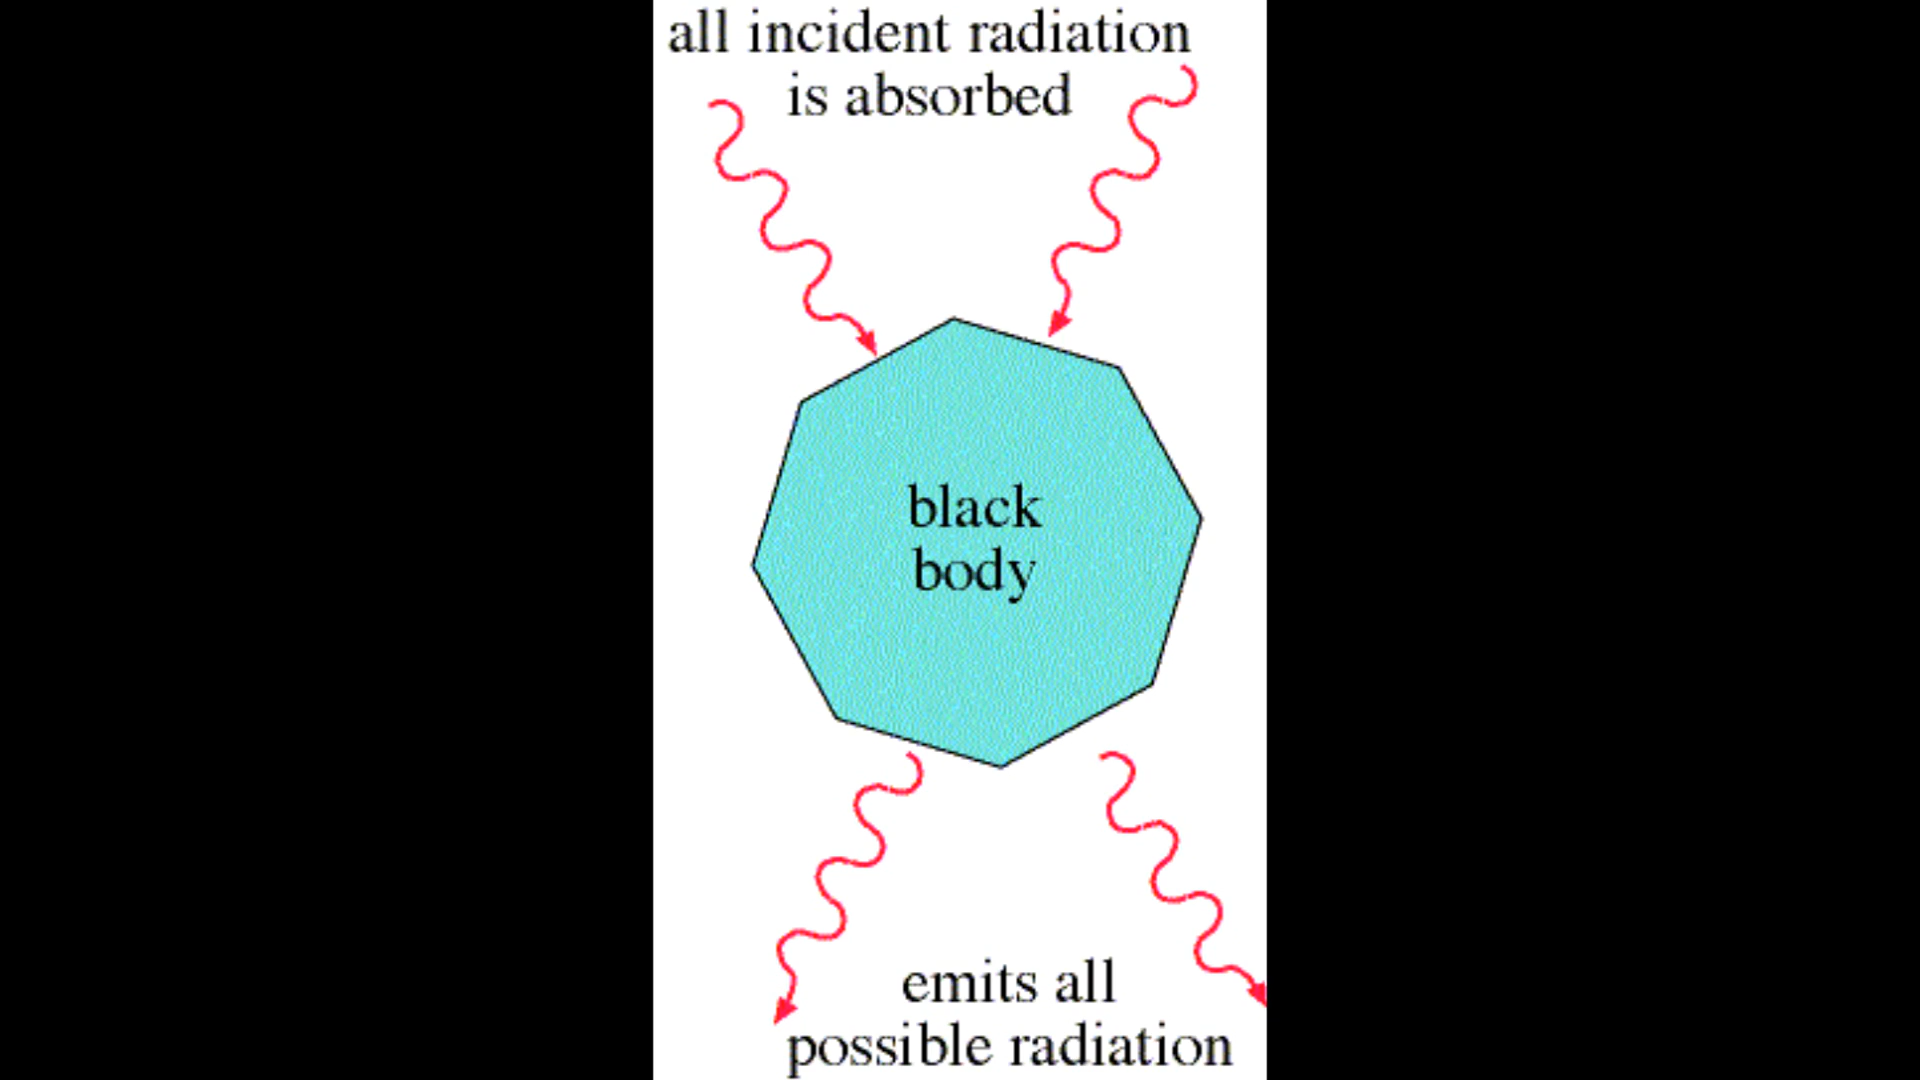 all incident radiation
is absorbed
black
body
emits all
possible radiation